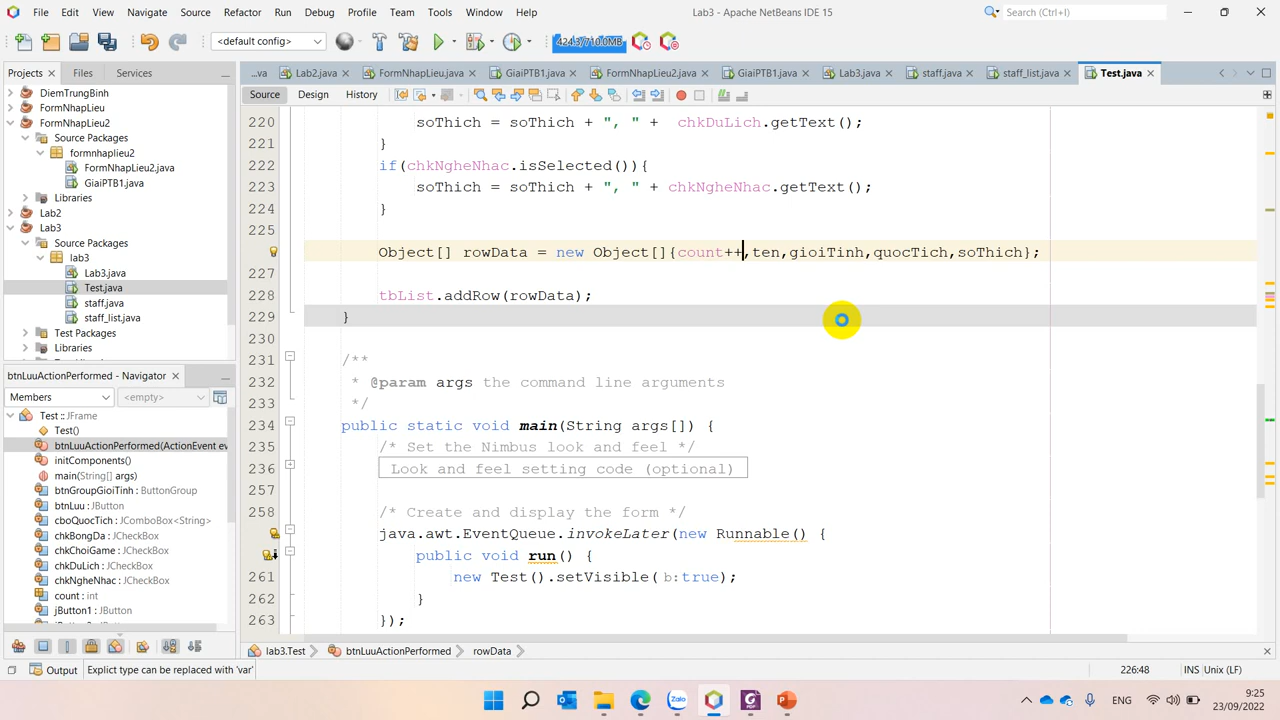 File Edit View Navigate Source Refactor Run Debug Profile Team Tools Window Help
Lab3 - Apache NetBeans IDE 15
Search (Ctrl+I)
<default config>
424.3/710.0MB
Projects
Files
Services
...va
Lab2.java
FormNhapLieu.java
GiaiPTB1.java
FormNhapLieu2.java
GiaiPTB1.java
Lab3.java
staff.java
staff_list.java
Test.java
DiemTrungBinh
FormNhapLieu
FormNhapLieu2
Source Packages
formnhaplieu2
FormNhapLieu2.java
GiaiPTB1.java
Libraries
Lab2
Lab3
Source Packages
lab3
Lab3.java
Test.java
staff.java
staff_list.java
Test Packages
Libraries
btnLuuActionPerformed - Navigator
Members
<empty>
Test :: JFrame
Test()
btnLuuActionPerformed(ActionEvent ev
initComponents()
main(String[] args)
btnGroupGioiTinh : ButtonGroup
btnLuu : JButton
cboQuocTich : JComboBox<String>
chkBongDa : JCheckBox
chkChoiGame : JCheckBox
chkDuLich : JCheckBox
chkNgheNhac : JCheckBox
count : int
jButton1 : JButton
Source Design History
220 soThich = soThich + ", " +  chkDuLich.getText();
221 }
222 if(chkNgheNhac.isSelected()){
223 soThich = soThich + ", " + chkNgheNhac.getText();
224 }
225
Object[] rowData = new Object[]{count++,ten,gioiTinh,quocTich,soThich};
227
228 tbList.addRow(rowData);
229 }
230
231 /**
232 * @param args the command line arguments
233 */
234 public static void main(String args[]) {
235 /* Set the Nimbus look and feel */
236 Look and feel setting code (optional)
257
258 /* Create and display the form */
java.awt.EventQueue.invokeLater(new Runnable() {
public void run() {
261 new Test().setVisible(b:true);
262 }
263 });
lab3.Test
btnLuuActionPerformed
rowData
Output
Explict type can be replaced with 'var'
226:48
INS
Unix (LF)
Zalo
ENG
9:25
23/09/2022